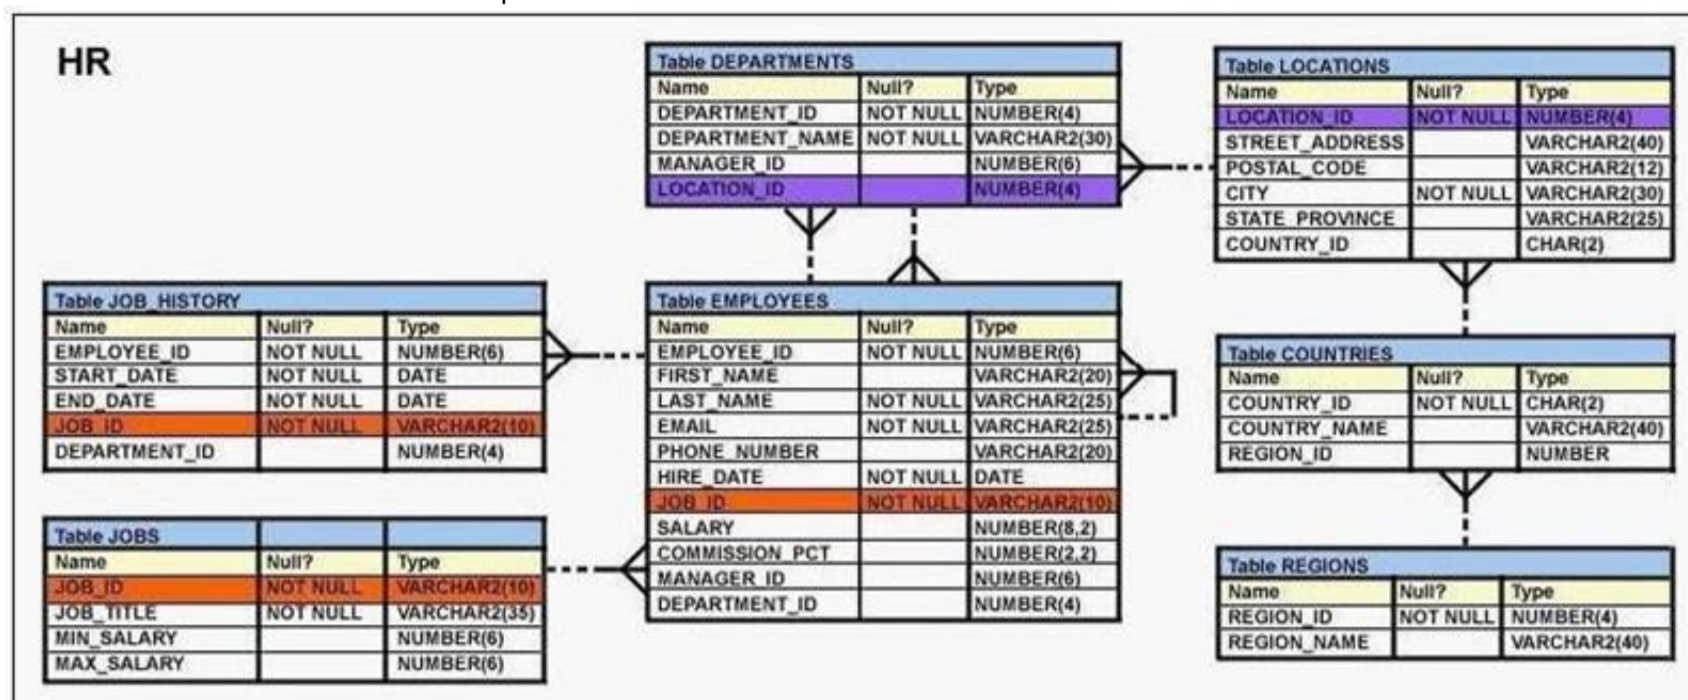 HR
Table DEPARTMENTS
Name Null? Type
DEPARTMENT_ID NOT NULL NUMBER(4)
DEPARTMENT_NAME NOT NULL VARCHAR2(30)
MANAGER_ID NUMBER(6)
LOCATION_ID NUMBER(4)
Table LOCATIONS
Name Null? Type
LOCATION_ID NOT NULL NUMBER(4)
STREET_ADDRESS VARCHAR2(40)
POSTAL_CODE VARCHAR2(12)
CITY NOT NULL VARCHAR2(30)
STATE_PROVINCE VARCHAR2(25)
COUNTRY_ID CHAR(2)
Table JOB_HISTORY
Name Null? Type
EMPLOYEE_ID NOT NULL NUMBER(6)
START_DATE NOT NULL DATE
END_DATE NOT NULL DATE
JOB_ID NOT NULL VARCHAR2(10)
DEPARTMENT_ID NUMBER(4)
Table EMPLOYEES
Name Null? Type
EMPLOYEE_ID NOT NULL NUMBER(6)
FIRST_NAME VARCHAR2(20)
LAST_NAME NOT NULL VARCHAR2(25)
EMAIL NOT NULL VARCHAR2(25)
PHONE_NUMBER VARCHAR2(20)
HIRE_DATE NOT NULL DATE
JOB_ID NOT NULL VARCHAR2(10)
SALARY NUMBER(8,2)
COMMISSION_PCT NUMBER(2,2)
MANAGER_ID NUMBER(6)
DEPARTMENT_ID NUMBER(4)
Table COUNTRIES
Name Null? Type
COUNTRY_ID NOT NULL CHAR(2)
COUNTRY_NAME VARCHAR2(40)
REGION_ID NUMBER
Table JOBS
Name Null? Type
JOB_ID NOT NULL VARCHAR2(10)
JOB_TITLE NOT NULL VARCHAR2(35)
MIN_SALARY NUMBER(6)
MAX_SALARY NUMBER(6)
Table REGIONS
Name Null? Type
REGION_ID NOT NULL NUMBER(4)
REGION_NAME VARCHAR2(40)